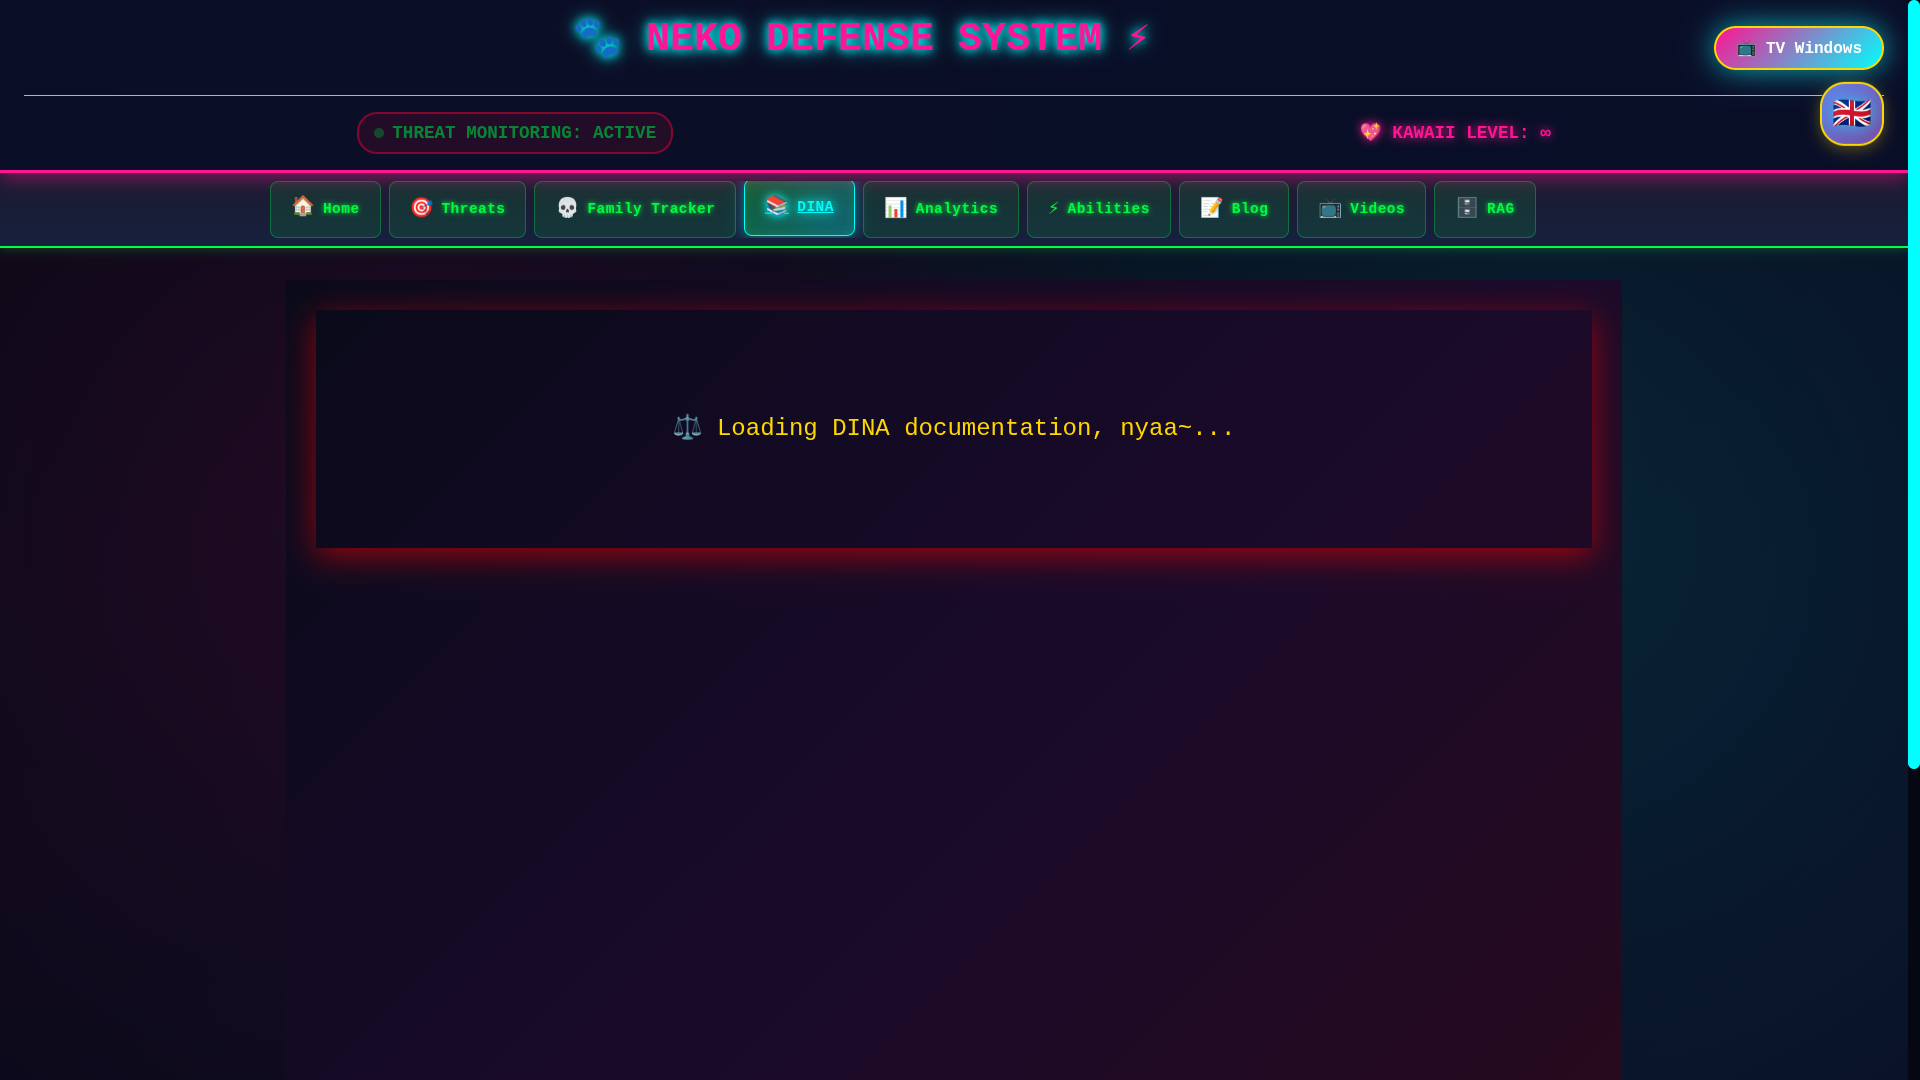 🐾 NEKO DEFENSE SYSTEM ⚡
📺 TV Windows
THREAT MONITORING: ACTIVE
💖 KAWAII LEVEL: ∞
🏠 Home
🎯 Threats
💀 Family Tracker
📚 DINA
📊 Analytics
⚡ Abilities
📝 Blog
📺 Videos
🗄️ RAG
⚖️ Loading DINA documentation, nyaa~...